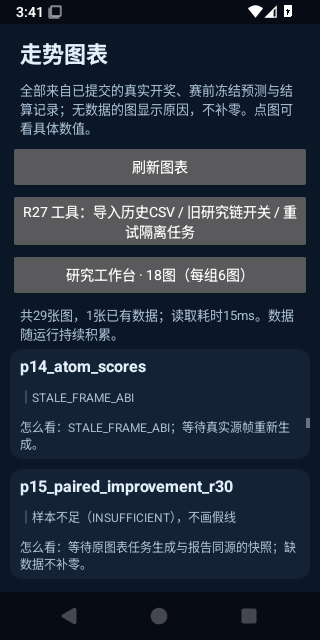 3:41
走势图表
全部来自已提交的真实开奖、赛前冻结预测与结
算记录；无数据的图显示原因，不补零。点图可
看具体数值。
刷新图表
R27 工具：导入历史CSV / 旧研究链开关 / 重
试隔离任务
研究工作台 · 18图（每组6图）
共29张图，1张已有数据；读取耗时15ms。数据
随运行持续积累。
p14_atom_scores
｜STALE_FRAME_ABI
怎么看：STALE_FRAME_ABI；等待真实源帧重新生
成。
p15_paired_improvement_r30
｜样本不足（INSUFFICIENT），不画假线
怎么看：等待原图表任务生成与报告同源的快照；缺
数据不补零。